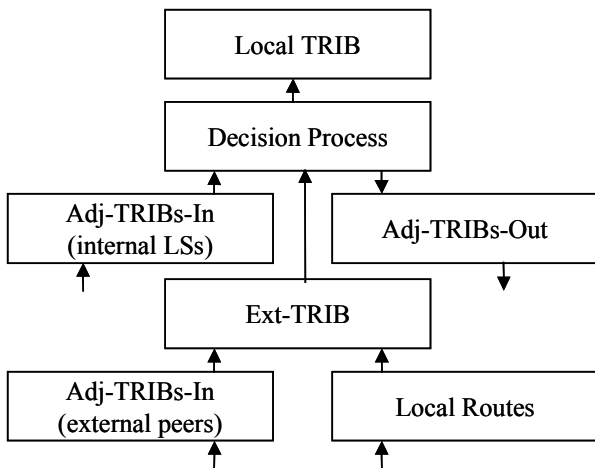 Local TRIB
Decision Process
Adj-TRIBs-In
(internal LSs)
Adj-TRIBs-Out
Ext-TRIB
Adj-TRIBs-In
(external peers)
Local Routes